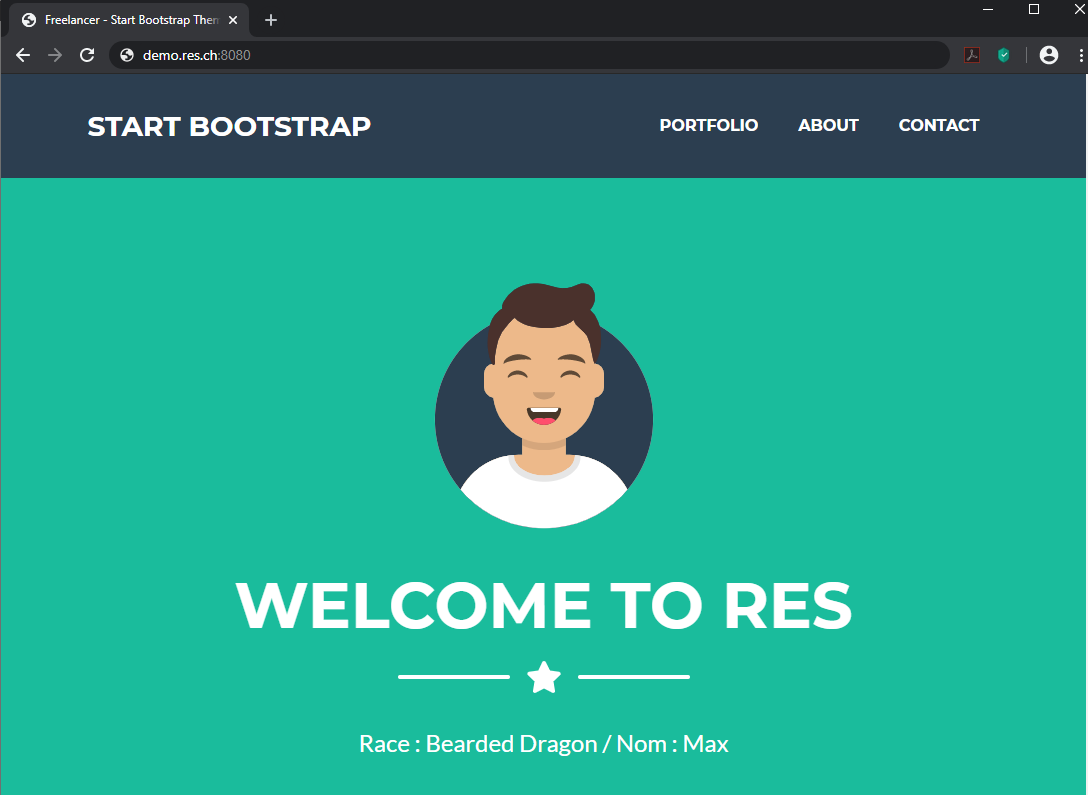 Freelancer - Start Bootstrap Then
demo.res.ch:8080
START BOOTSTRAP
PORTFOLIO ABOUT CONTACT
WELCOME TO RES
Race : Bearded Dragon / Nom : Max